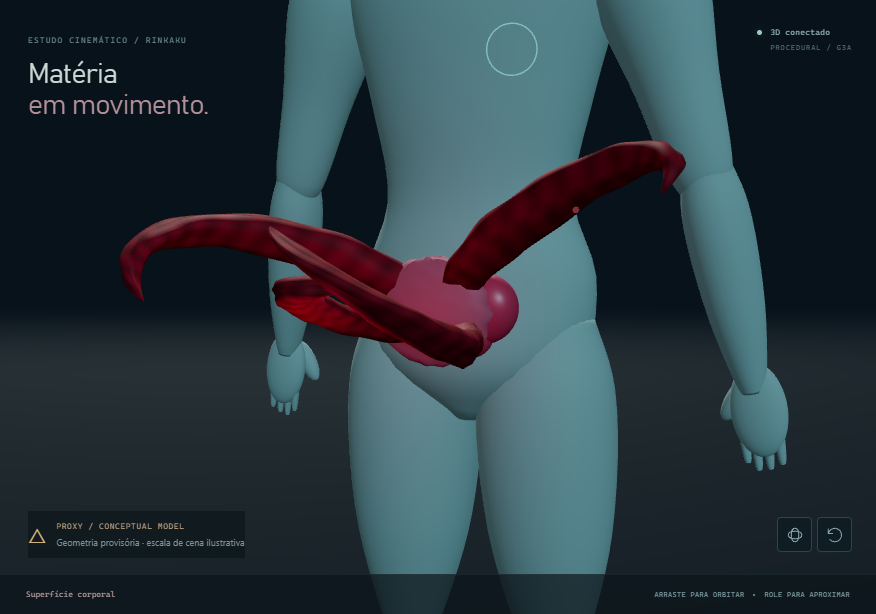 ESTUDO CINEMÁTICO / RINKAKU
Matéria
em movimento.
3D conectado
PROCEDURAL / G3A
PROXY / CONCEPTUAL MODEL
Geometria provisória · escala de cena ilustrativa
Superfície corporal
ARRASTE PARA ORBITAR • ROLE PARA APROXIMAR